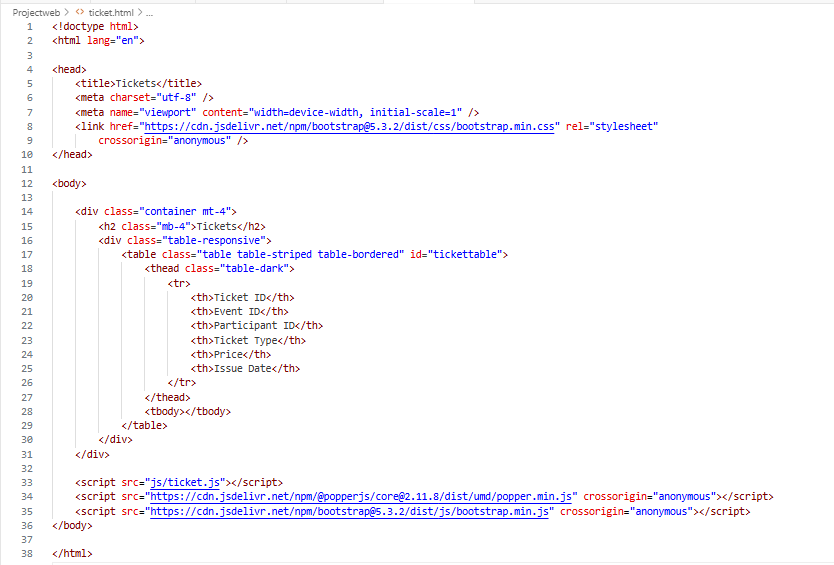 Projectweb > <> ticket.html > ...
1 <!doctype html>
2 <html lang="en">
3
4 <head>
5     <title>Tickets</title>
6     <meta charset="utf-8" />
7     <meta name="viewport" content="width=device-width, initial-scale=1" />
8     <link href="https://cdn.jsdelivr.net/npm/bootstrap@5.3.2/dist/css/bootstrap.min.css" rel="stylesheet"
9         crossorigin="anonymous" />
10 </head>
11
12 <body>
13
14     <div class="container mt-4">
15         <h2 class="mb-4">Tickets</h2>
16         <div class="table-responsive">
17             <table class="table table-striped table-bordered" id="tickettable">
18                 <thead class="table-dark">
19                     <tr>
20                         <th>Ticket ID</th>
21                         <th>Event ID</th>
22                         <th>Participant ID</th>
23                         <th>Ticket Type</th>
24                         <th>Price</th>
25                         <th>Issue Date</th>
26                     </tr>
27                 </thead>
28                 <tbody></tbody>
29             </table>
30         </div>
31     </div>
32
33     <script src="js/ticket.js"></script>
34     <script src="https://cdn.jsdelivr.net/npm/@popperjs/core@2.11.8/dist/umd/popper.min.js" crossorigin="anonymous"></script>
35     <script src="https://cdn.jsdelivr.net/npm/bootstrap@5.3.2/dist/js/bootstrap.min.js" crossorigin="anonymous"></script>
36 </body>
37
38 </html>